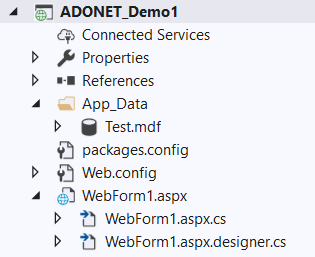 ADONET_Demo1
Connected Services
Properties
References
App_Data
Test.mdf
packages.config
Web.config
WebForm1.aspx
WebForm1.aspx.cs
WebForm1.aspx.designer.cs